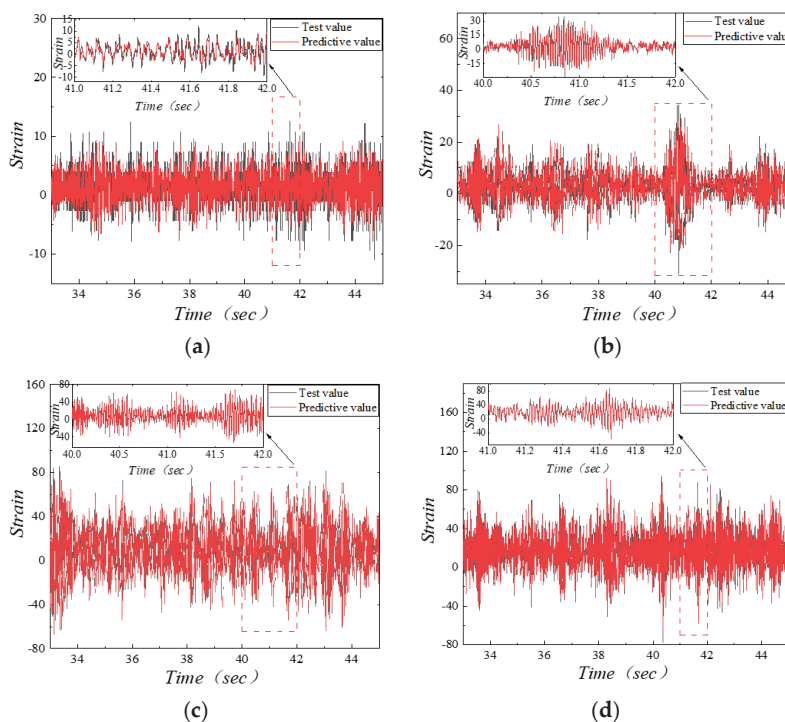 30
20
10
0
-10
Strain
34 36 38 40 42 44
Time（sec）
15
10
5
0
-5
-10
Strain
41.0 41.2 41.4 41.6 41.8 42.0
Time（sec）
Test value
Predictive value
(a)
60
40
20
0
-20
Strain
34 36 38 40 42 44
Time（sec）
30
15
0
-15
Strain
40.0 40.5 41.0 41.5 42.0
Time（sec）
Test value
Predictive value
(b)
160
120
80
40
0
-40
-80
Strain
34 36 38 40 42 44
Time（sec）
80
40
0
-40
Strain
40.0 40.5 41.0 41.5 42.0
Time（sec）
Test value
Predictive value
(c)
160
120
80
40
0
-40
-80
Strain
34 36 38 40 42 44
Time（sec）
80
40
0
-40
Strain
41.0 41.2 41.4 41.6 41.8 42.0
Time（sec）
Test value
Predictive value
(d)